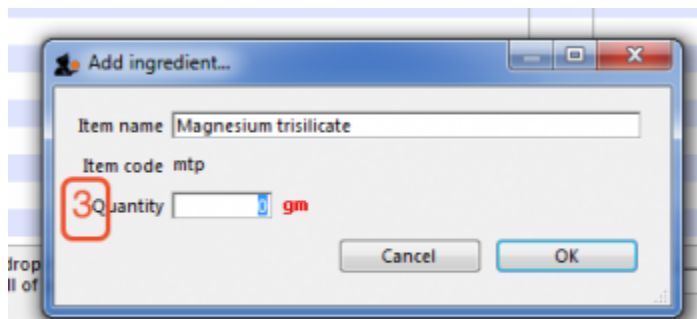 Add ingredient...
Item name Magnesium trisilicate
Item code mtp
3 Quantity 0 gm
Cancel OK
drop
ll of